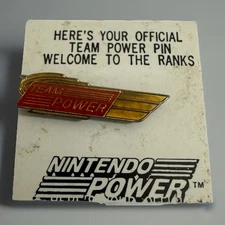 HERE'S YOUR OFFICIAL
TEAM POWER PIN
WELCOME TO THE RANKS
TEAM
POWER
NINTENDO
POWER™